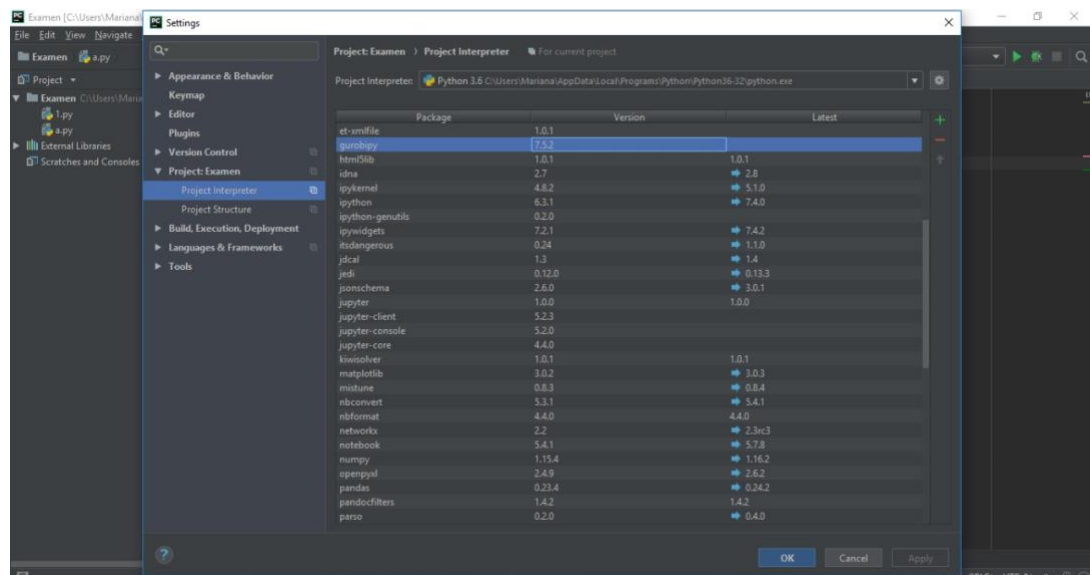 Examen [C:\Users\Mariana
PC Settings
File Edit View Navigate
Examen a.py
Project
Examen C:\Users\Maria
1.py
a.py
External Libraries
Scratches and Consoles
Appearance & Behavior
Keymap
Editor
Plugins
Version Control
Project: Examen
Project Interpreter
Project Structure
Build, Execution, Deployment
Languages & Frameworks
Tools
Project: Examen › Project Interpreter For current project
Project Interpreter: Python 3.6 C:\Users\Mariana\AppData\Local\Programs\Python\Python36-32\python.exe
Package Version Latest
et-xmlfile 1.0.1
gurobipy 7.5.2
html5lib 1.0.1 1.0.1
idna 2.7 2.8
ipykernel 4.8.2 5.1.0
ipython 6.3.1 7.4.0
ipython-genutils 0.2.0
ipywidgets 7.2.1 7.4.2
itsdangerous 0.24 1.1.0
jdcal 1.3 1.4
jedi 0.12.0 0.13.3
jsonschema 2.6.0 3.0.1
jupyter 1.0.0 1.0.0
jupyter-client 5.2.3
jupyter-console 5.2.0
jupyter-core 4.4.0
kiwisolver 1.0.1 1.0.1
matplotlib 3.0.2 3.0.3
mistune 0.8.3 0.8.4
nbconvert 5.3.1 5.4.1
nbformat 4.4.0 4.4.0
networkx 2.2 2.3rc3
notebook 5.4.1 5.7.8
numpy 1.15.4 1.16.2
openpyxl 2.4.9 2.6.2
pandas 0.23.4 0.24.2
pandocfilters 1.4.2 1.4.2
parso 0.2.0 0.4.0
? OK Cancel Apply